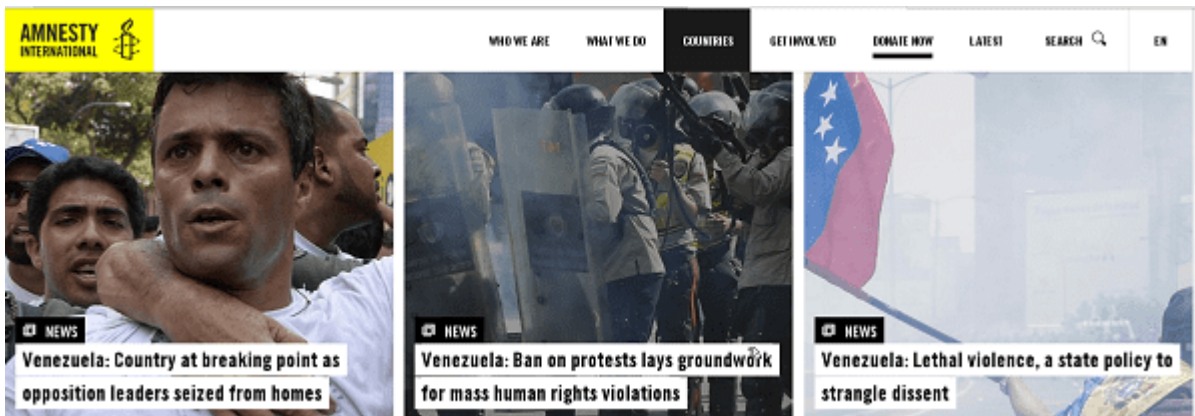 AMNESTY
INTERNATIONAL
WHO WE ARE
WHAT WE DO
COUNTRIES
GET INVOLVED
DONATE NOW
LATEST
SEARCH
EN
NEWS
Venezuela: Country at breaking point as
opposition leaders seized from homes
NEWS
Venezuela: Ban on protests lays groundwork
for mass human rights violations
NEWS
Venezuela: Lethal violence, a state policy to
strangle dissent